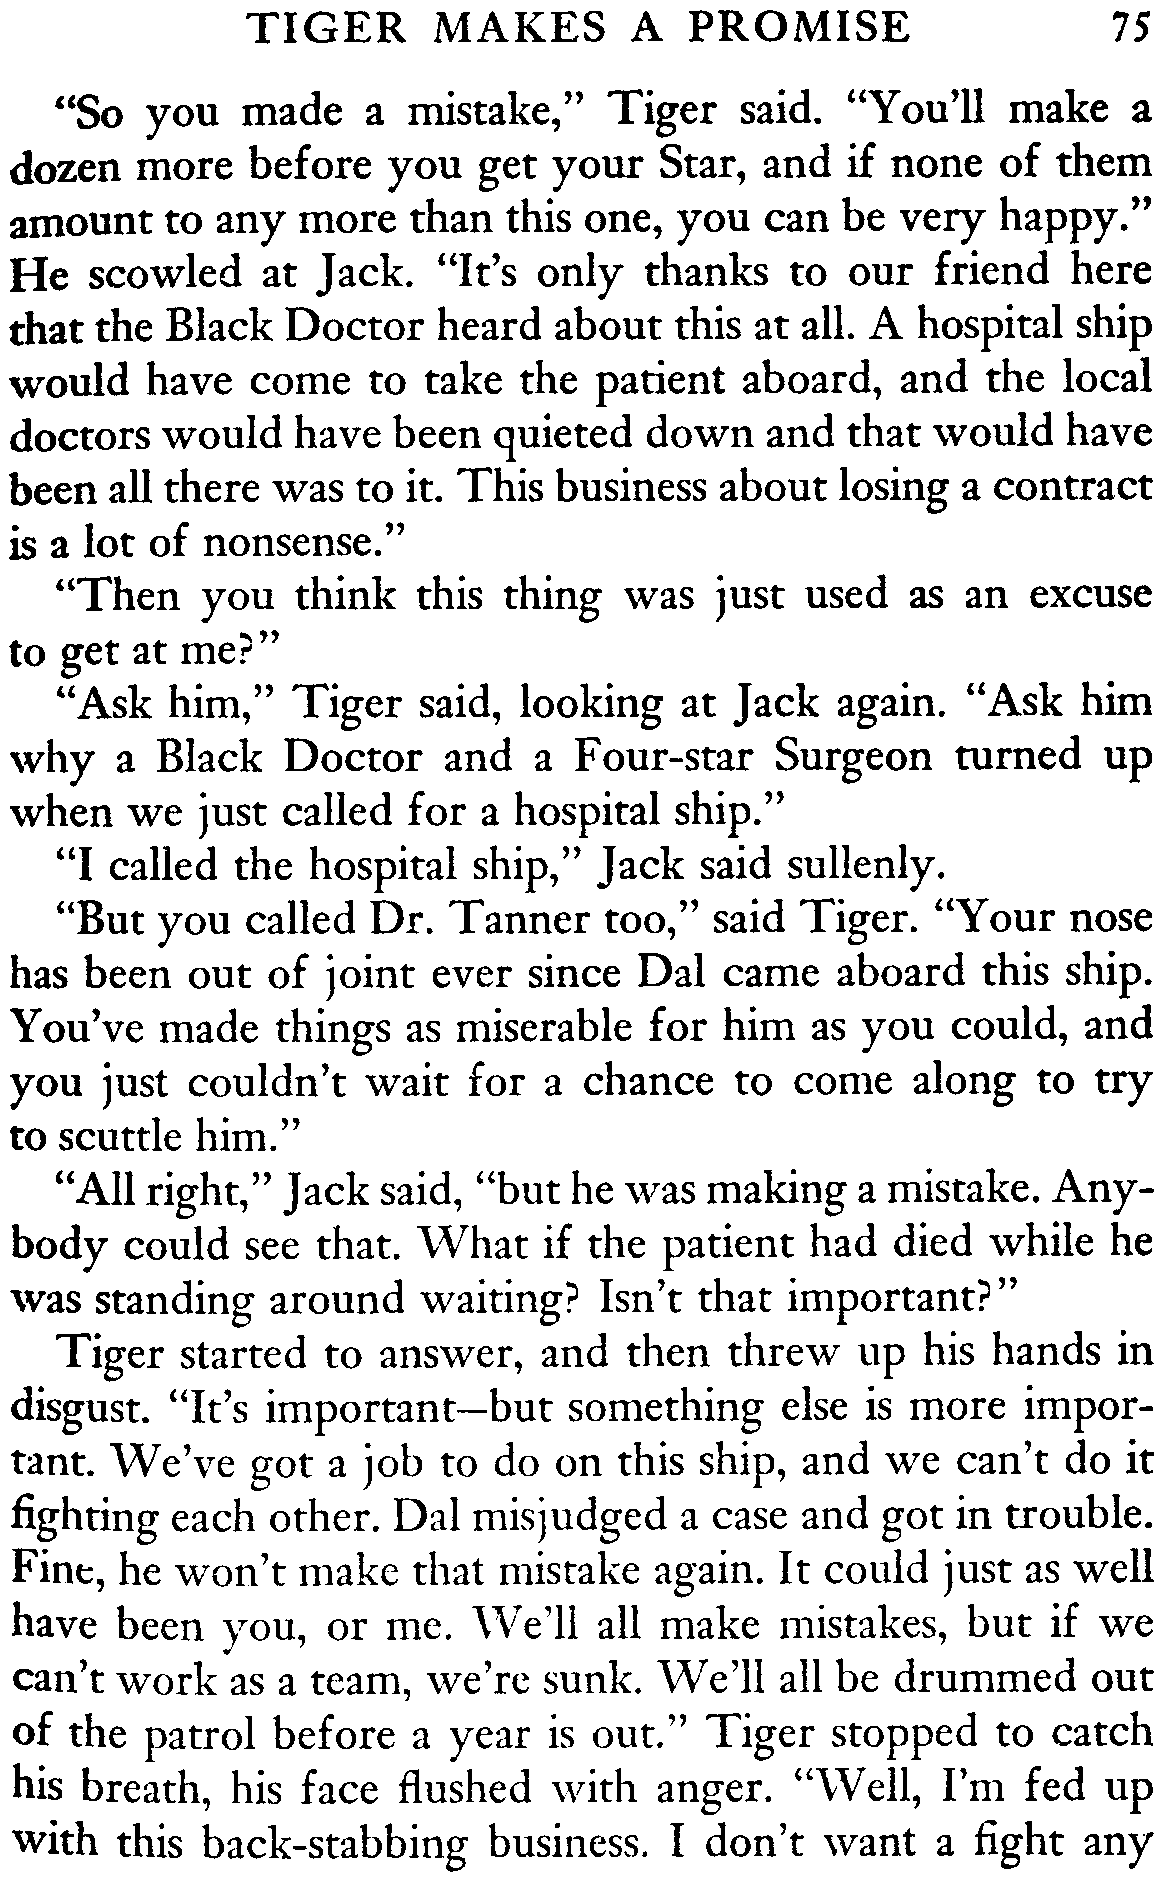 TIGER MAKES A PROMISE 75
“So you made a mistake,” Tiger said. “You’ll make a
dozen more before you get your Star, and if none of them
amount to any more than this one, you can be very happy.”
He scowled at Jack. “It’s only thanks to our friend here
that the Black Doctor heard about this at all. A hospital ship
would have come to take the patient aboard, and the local
doctors would have been quieted down and that would have
been all there was to it. This business about losing a contract
is a lot of nonsense.”
“Then you think this thing was just used as an excuse
to get at me?”
“Ask him,” Tiger said, looking at Jack again. “Ask him
why a Black Doctor and a Four-star Surgeon turned up
when we just called for a hospital ship.”
“I called the hospital ship,” Jack said sullenly.
“But you called Dr. Tanner too,” said Tiger. “Your nose
has been out of joint ever since Dal came aboard this ship.
You’ve made things as miserable for him as you could, and
you just couldn’t wait for a chance to come along to try
to scuttle him.”
“All right,” Jack said, “but he was making a mistake. Any-
body could see that. What if the patient had died while he
was standing around waiting? Isn’t that important?”
Tiger started to answer, and then threw up his hands in
disgust. “It’s important—but something else is more impor-
tant. We’ve got a job to do on this ship, and we can’t do it
fighting each other. Dal misjudged a case and got in trouble.
Fine, he won’t make that mistake again. It could just as well
have been you, or me. We’ll all make mistakes, but if we
can’t work as a team, we’re sunk. We’ll all be drummed out
of the patrol before a year is out.” Tiger stopped to catch
his breath, his face flushed with anger. “Well, I’m fed up
with this back-stabbing business. I don’t want a fight any